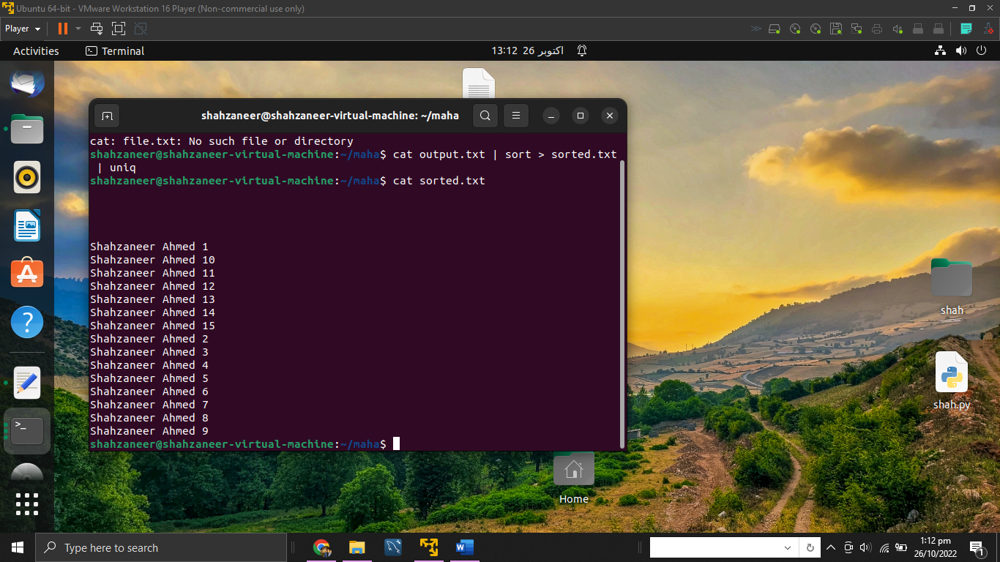 Ubuntu 64-bit - VMware Workstation 16 Player (Non-commercial use only)
Player
Activities
Terminal
26 اکتوبر 13:12
shahzaneer@shahzaneer-virtual-machine: ~/maha
cat: file.txt: No such file or directory
shahzaneer@shahzaneer-virtual-machine:~/maha$ cat output.txt | sort > sorted.txt
| uniq
shahzaneer@shahzaneer-virtual-machine:~/maha$ cat sorted.txt
Shahzaneer Ahmed 1
Shahzaneer Ahmed 10
Shahzaneer Ahmed 11
Shahzaneer Ahmed 12
Shahzaneer Ahmed 13
Shahzaneer Ahmed 14
Shahzaneer Ahmed 15
Shahzaneer Ahmed 2
Shahzaneer Ahmed 3
Shahzaneer Ahmed 4
Shahzaneer Ahmed 5
Shahzaneer Ahmed 6
Shahzaneer Ahmed 7
Shahzaneer Ahmed 8
Shahzaneer Ahmed 9
shahzaneer@shahzaneer-virtual-machine:~/maha$
shah
shah.py
Home
Type here to search
1:12 pm
26/10/2022
1